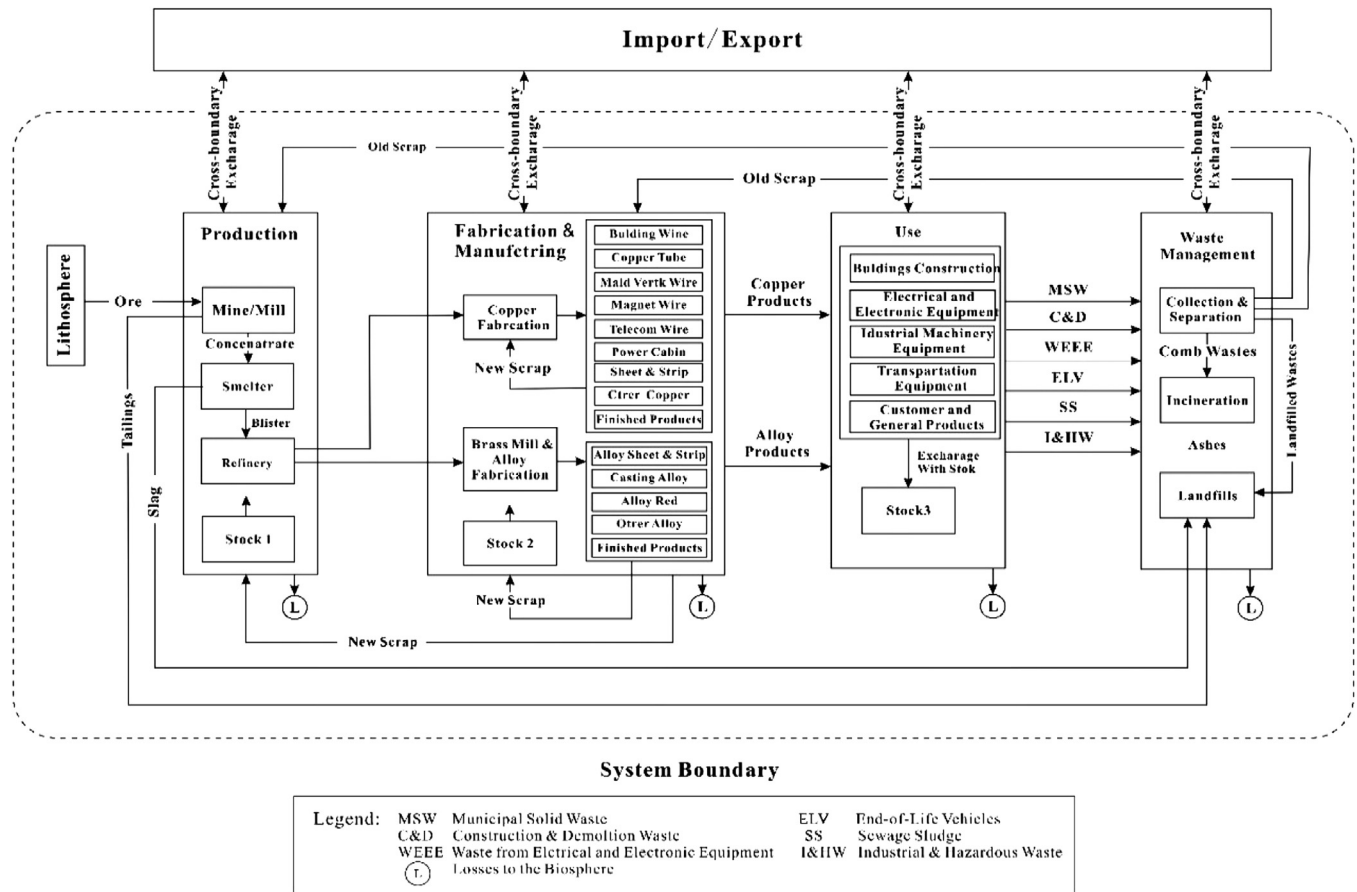 Import/Export
Cross-boundary
Excharage
Cross-boundary
Excharage
Cross-boundary
Excharage
Cross-boundary
Excharage
Old Scrap
Old Scrap
Lithosphere
Ore
Production
Mine/Mill
Concenatrate
Smelter
Blister
Refinery
Stock 1
Tailings
Slag
Fabrication &
Manufctring
Copper
Fabrcation
New Scrap
Brass Mill &
Alloy
Fabrication
Stock 2
Bulding Wine
Copper Tube
Maid Vertk Wire
Magnet Wire
Telecom Wire
Power Cabin
Sheet & Strip
Ctrer Copper
Finished Products
Alloy Sheet & Strip
Casting Alloy
Alloy Red
Otrer Alloy
Finished Products
New Scrap
New Scrap
Copper
Products
Alloy
Products
Use
Buldings Construction
Electrical and
Electronic Equipment
Idustrial Machinery
Equipment
Transpartation
Equipment
Customer and
General Products
Excharage
With Stok
Stock3
MSW
C&D
WEEE
ELV
SS
I&HW
Waste
Management
Collection &
Separation
Comb Wastes
Incineration
Ashes
Landfills
Landfilled Wastes
L
L
L
L
System Boundary
Legend:
MSW Municipal Solid Waste
C&D Construction & Demoltion Waste
WEEE Waste from Elctrical and Electronic Equipment
L Losses to the Biosphere
ELV End-of-Life Vehicles
SS Sewage Sludge
I&HW Industrial & Hazardous Waste